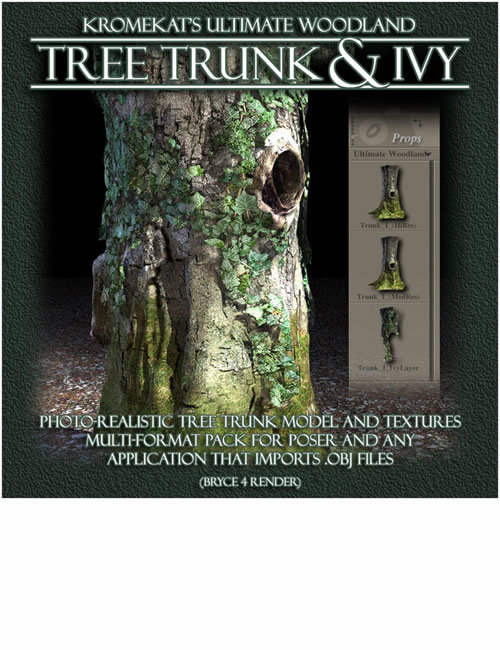 KROMEKAT'S ULTIMATE WOODLAND
TREE TRUNK & IVY
Props
Ultimate Woodland
Trunk_1_(HiRes)
Trunk_1_(MedRes)
Trunk_1_IvyLayer
PHOTO-REALISTIC TREE TRUNK MODEL AND TEXTURES
MULTI-FORMAT PACK FOR POSER AND ANY
APPLICATION THAT IMPORTS .OBJ FILES
(BRYCE 4 RENDER)